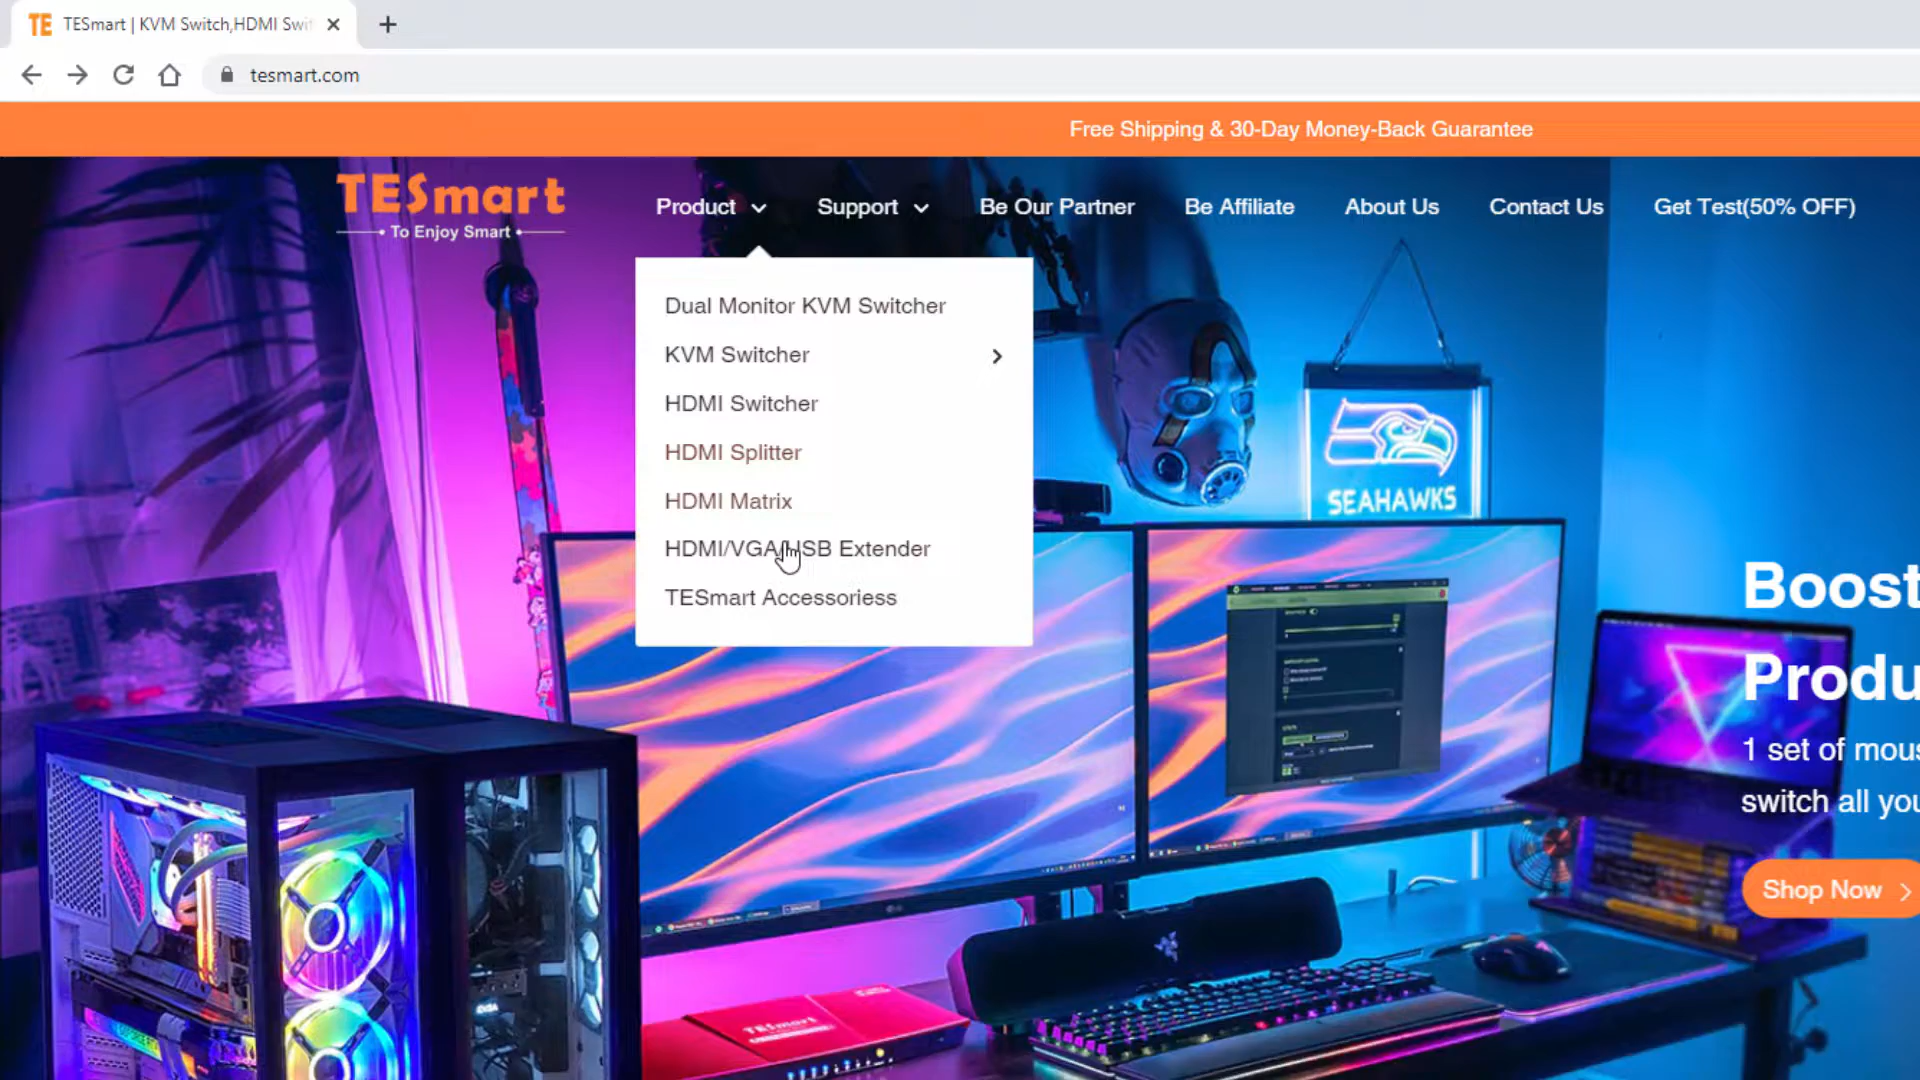 TESmart | KVM Switch,HDMI Swit
tesmart.com
Free Shipping & 30-Day Money-Back Guarantee
TESmart
To Enjoy Smart
Product
Support
Be Our Partner
Be Affiliate
About Us
Contact Us
Get Test(50% OFF)
Dual Monitor KVM Switcher
KVM Switcher
HDMI Switcher
HDMI Splitter
HDMI Matrix
HDMI/VGA/USB Extender
TESmart Accessoriess
SEAHAWKS
Boost
Produ
1 set of mous
switch all you
Shop Now
TESmart
EVGA